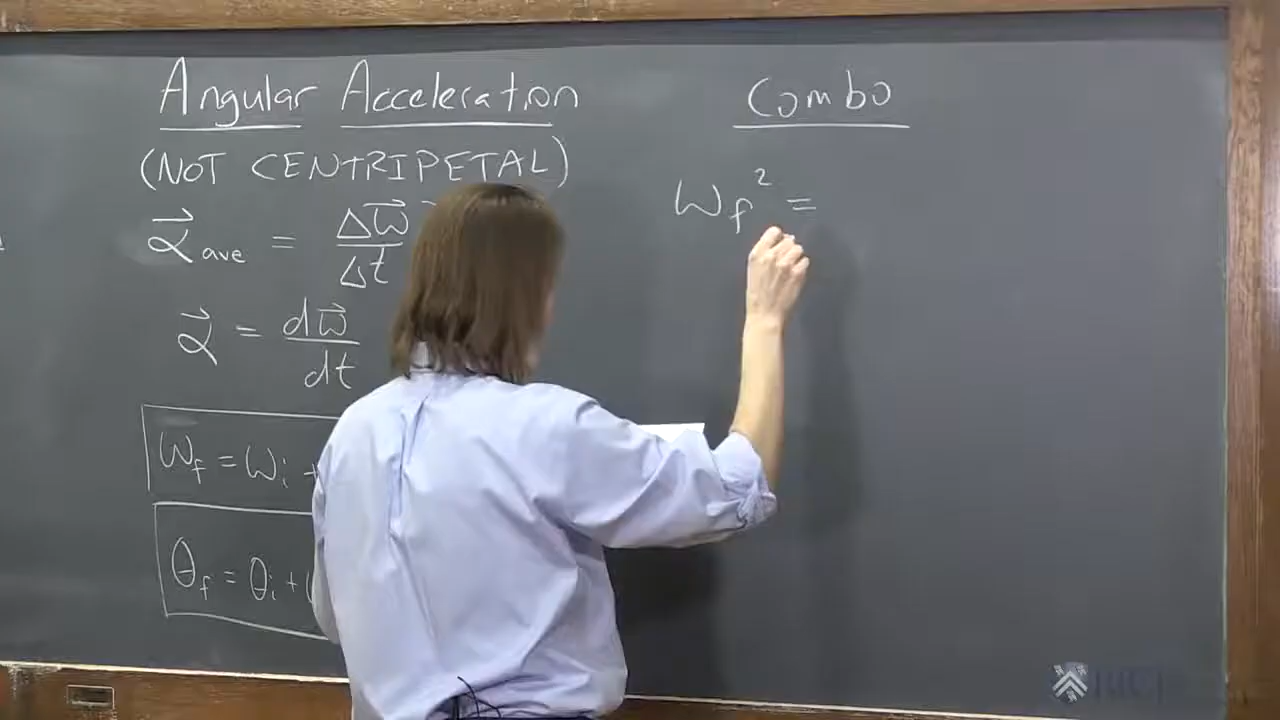 Angular Acceleration
(NOT CENTRIPETAL)
α⃗ ave = Δω⃗ / Δt
α⃗ = dω⃗ / dt
ω_f = ω_i +
θ_f = θ_i +
Combo
ω_f² =